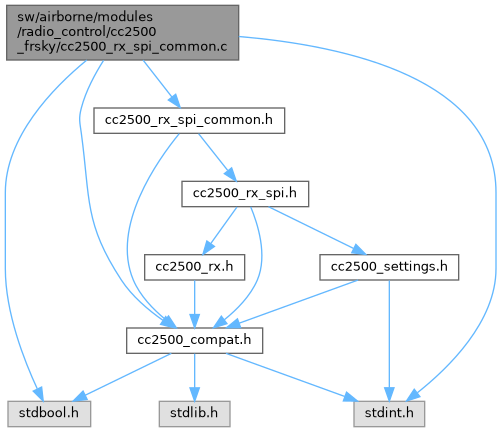 sw/airborne/modules
/radio_control/cc2500
_frsky/cc2500_rx_spi_common.c
cc2500_rx_spi_common.h
cc2500_rx_spi.h
cc2500_rx.h
cc2500_settings.h
cc2500_compat.h
stdbool.h
stdlib.h
stdint.h